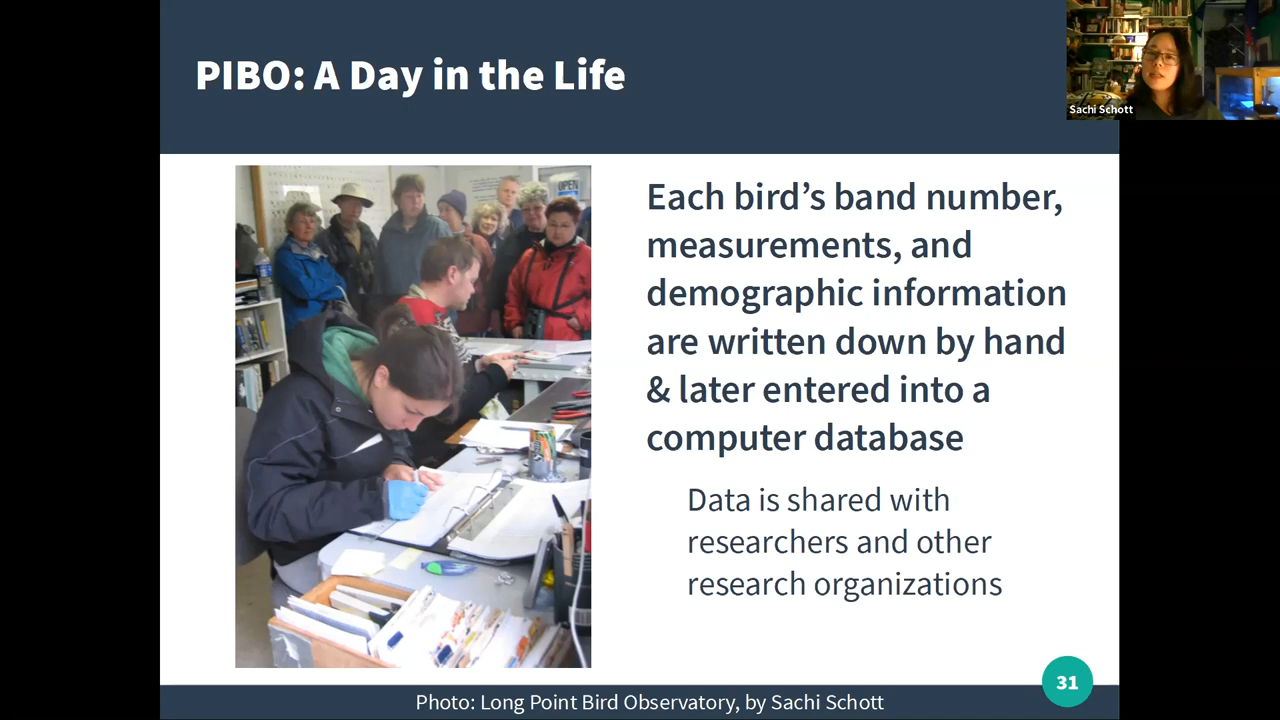 PIBO: A Day in the Life
Sachi Schott
OPEN
Each bird's band number,
measurements, and
demographic information
are written down by hand
& later entered into a
computer database
Data is shared with
researchers and other
research organizations
31
Photo: Long Point Bird Observatory, by Sachi Schott